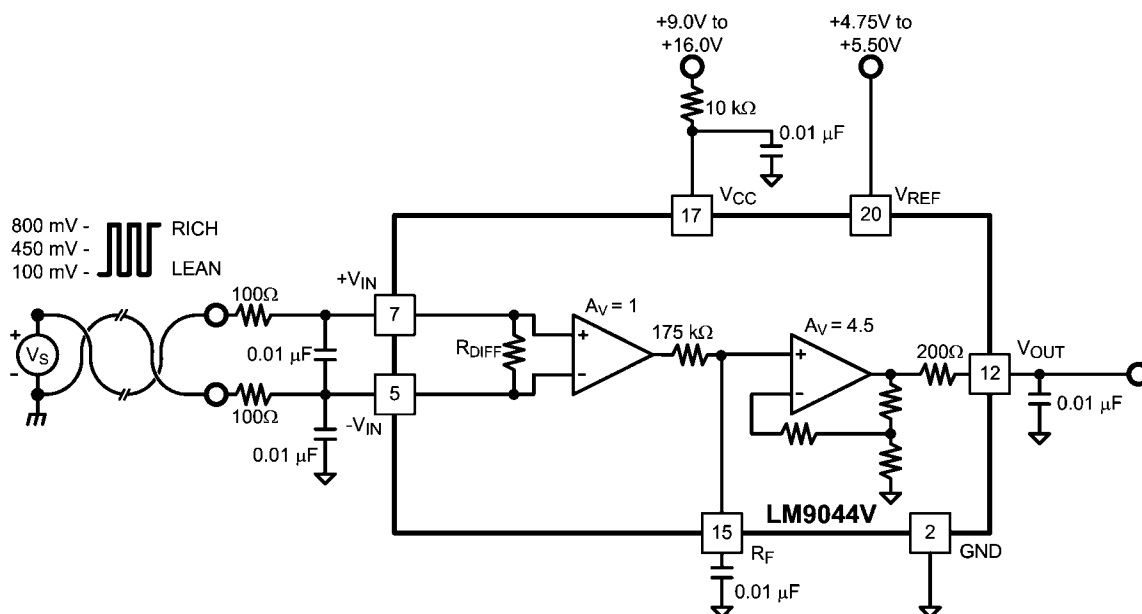 +9.0V to
+16.0V
+4.75V to
+5.50V
10 kΩ
0.01 μF
17
VCC
20
VREF
800 mV -
RICH
450 mV -
100 mV -
LEAN
+VIN
100Ω
7
AV = 1
175 kΩ
AV = 4.5
200Ω
VOUT
+
VS
-
0.01 μF
RDIFF
+
-
+
-
12
0.01 μF
5
100Ω
-VIN
0.01 μF
LM9044V
15
RF
2
GND
0.01 μF